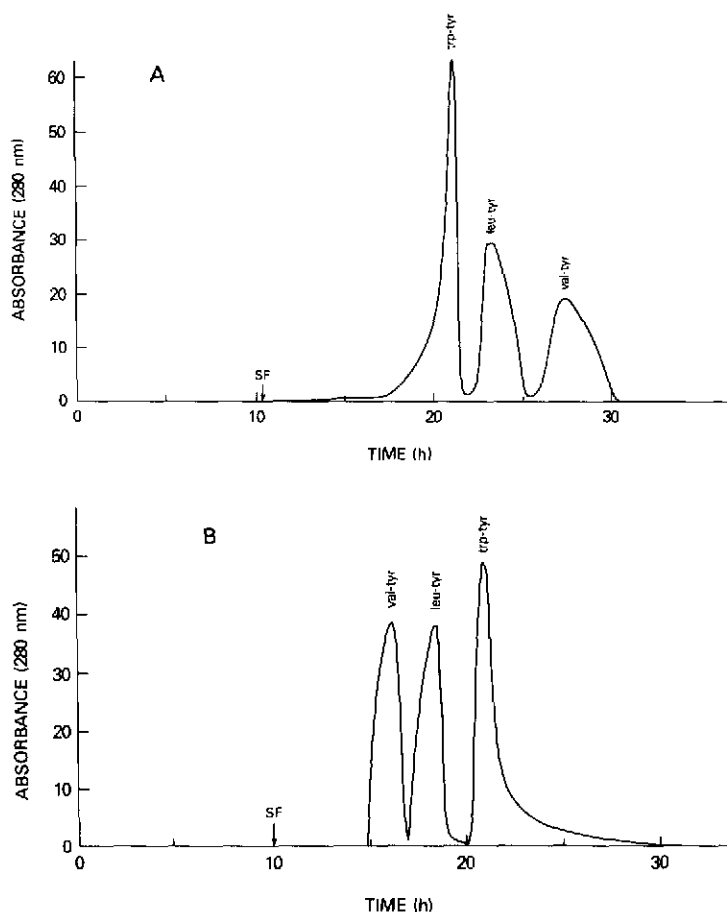 A
ABSORBANCE (280 nm)
60
50
40
30
20
10
0
trp-tyr
leu-tyr
val-tyr
SF
0 10 20 30
TIME (h)
B
ABSORBANCE (280 nm)
50
40
30
20
10
0
val-tyr
leu-tyr
trp-tyr
SF
0 10 20 30
TIME (h)